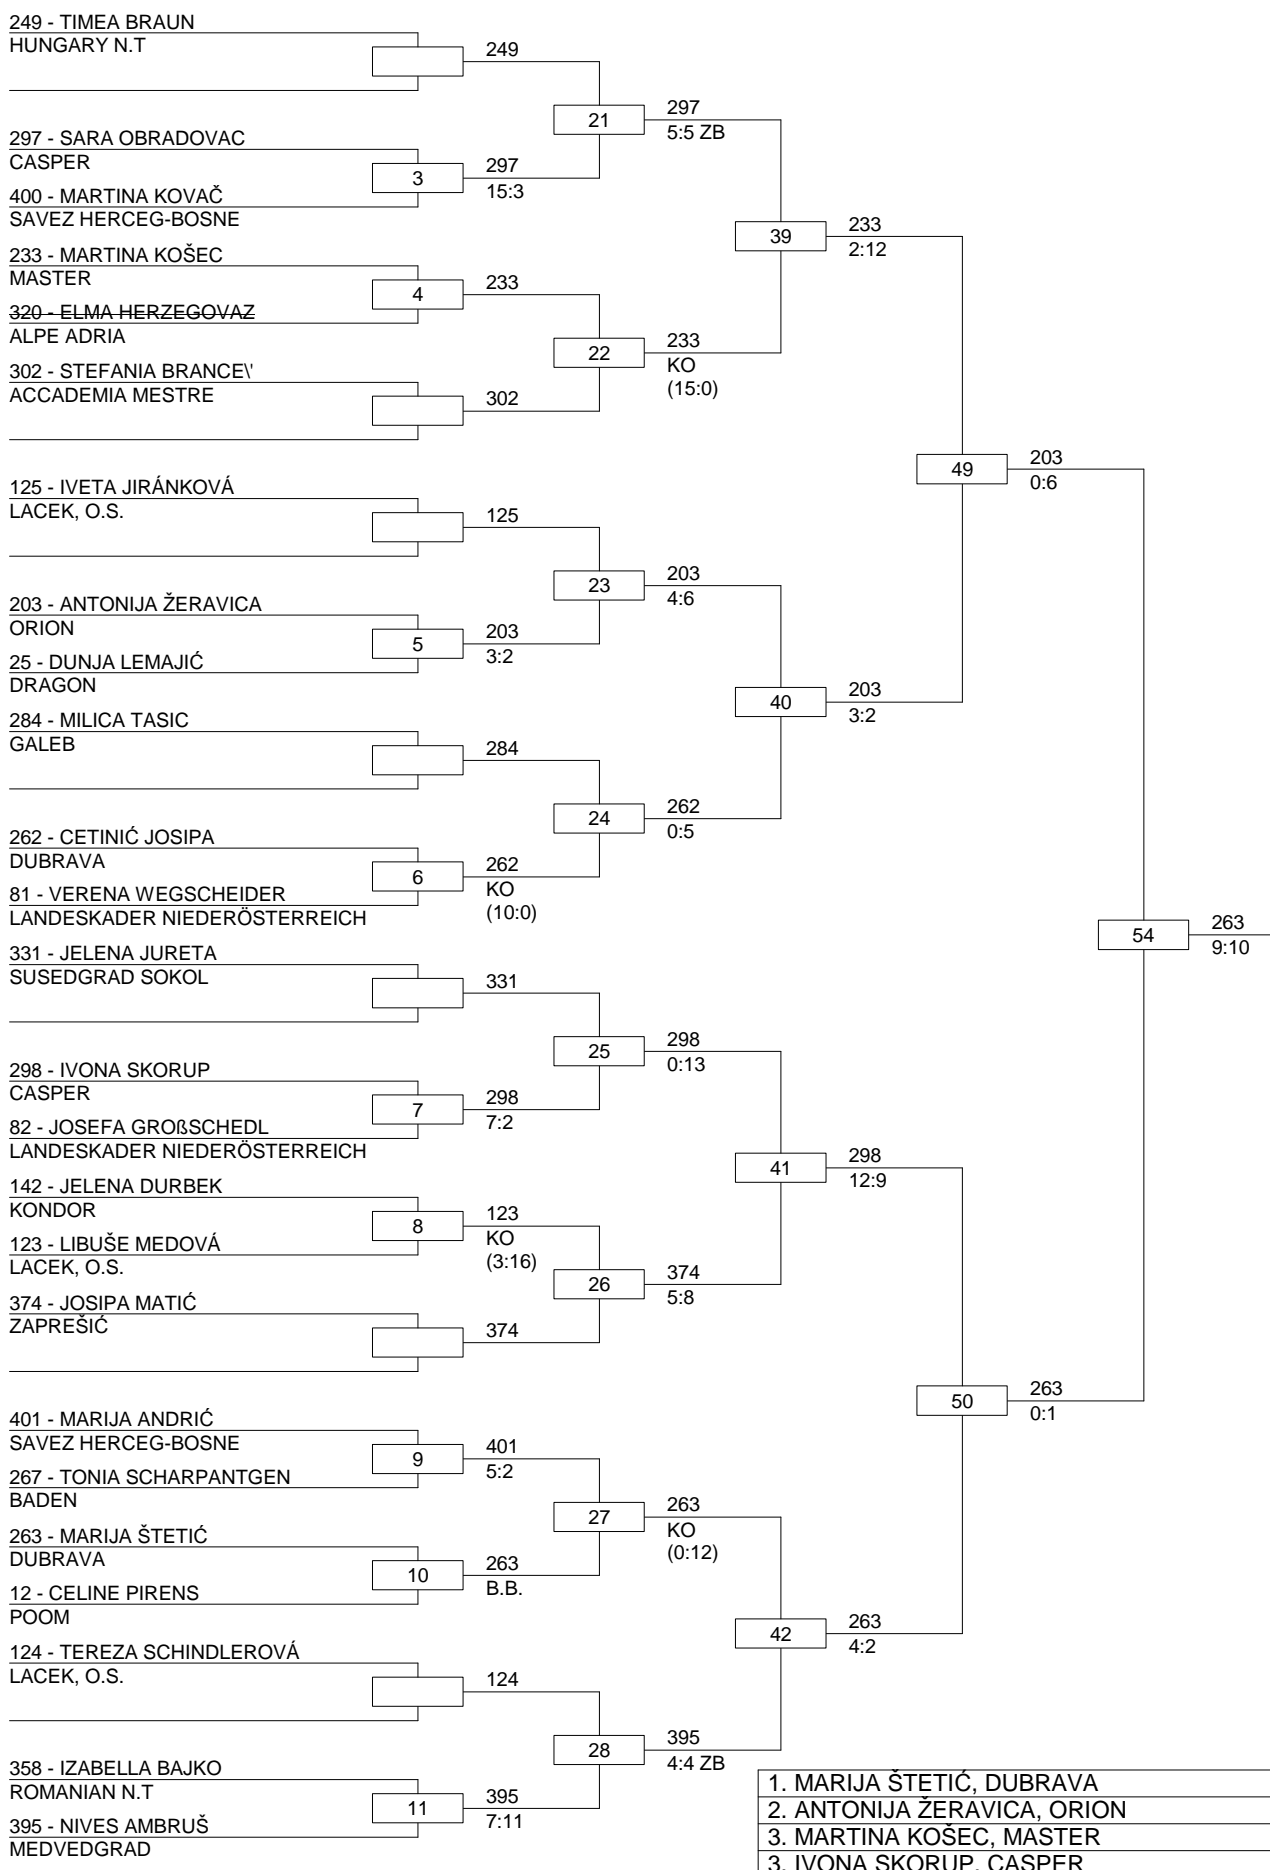 249 - TIMEA BRAUN
HUNGARY N.T
249
21
297
5:5 ZB
297 - SARA OBRADOVAC
CASPER
3
297
15:3
400 - MARTINA KOVAČ
SAVEZ HERCEG-BOSNE
39
233
2:12
233 - MARTINA KOŠEC
MASTER
4
233
320 - ELMA HERZEGOVAZ
ALPE ADRIA
22
233
KO
(15:0)
302 - STEFANIA BRANCE\'
ACCADEMIA MESTRE
302
49
203
0:6
125 - IVETA JIRÁNKOVÁ
LACEK, O.S.
125
23
203
4:6
203 - ANTONIJA ŽERAVICA
ORION
5
203
3:2
25 - DUNJA LEMAJIĆ
DRAGON
40
203
3:2
284 - MILICA TASIC
GALEB
284
24
262
0:5
262 - CETINIĆ JOSIPA
DUBRAVA
6
262
KO
(10:0)
81 - VERENA WEGSCHEIDER
LANDESKADER NIEDERÖSTERREICH
54
263
9:10
331 - JELENA JURETA
SUSEDGRAD SOKOL
331
25
298
0:13
298 - IVONA SKORUP
CASPER
7
298
7:2
82 - JOSEFA GROßSCHEDL
LANDESKADER NIEDERÖSTERREICH
41
298
12:9
142 - JELENA DURBEK
KONDOR
8
123
KO
(3:16)
123 - LIBUŠE MEDOVÁ
LACEK, O.S.
26
374
5:8
374 - JOSIPA MATIĆ
ZAPREŠIĆ
374
50
263
0:1
401 - MARIJA ANDRIĆ
SAVEZ HERCEG-BOSNE
9
401
5:2
267 - TONIA SCHARPANTGEN
BADEN
27
263
KO
(0:12)
263 - MARIJA ŠTETIĆ
DUBRAVA
10
263
B.B.
12 - CELINE PIRENS
POOM
42
263
4:2
124 - TEREZA SCHINDLEROVÁ
LACEK, O.S.
124
28
395
4:4 ZB
358 - IZABELLA BAJKO
ROMANIAN N.T
11
395
7:11
395 - NIVES AMBRUŠ
MEDVEDGRAD
1. MARIJA ŠTETIĆ, DUBRAVA
2. ANTONIJA ŽERAVICA, ORION
3. MARTINA KOŠEC, MASTER
3. IVONA SKORUP, CASPER